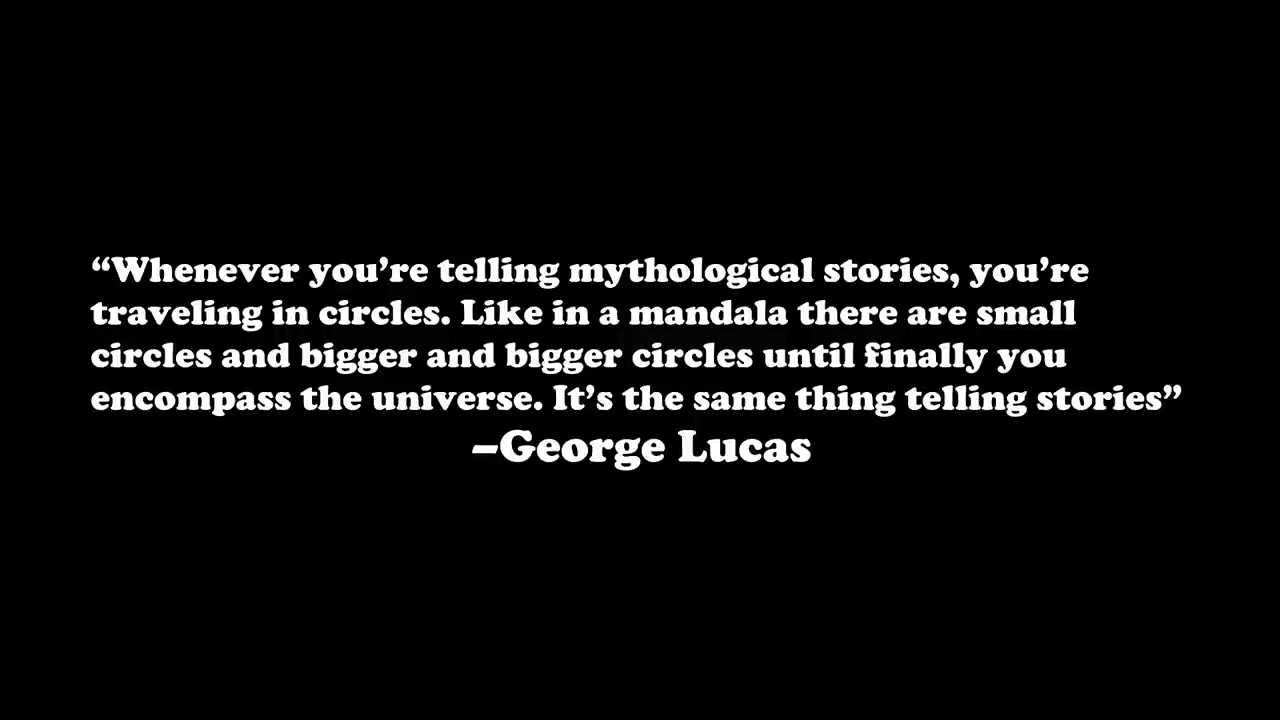 “Whenever you’re telling mythological stories, you’re
traveling in circles. Like in a mandala there are small
circles and bigger and bigger circles until finally you
encompass the universe. It’s the same thing telling stories”
–George Lucas